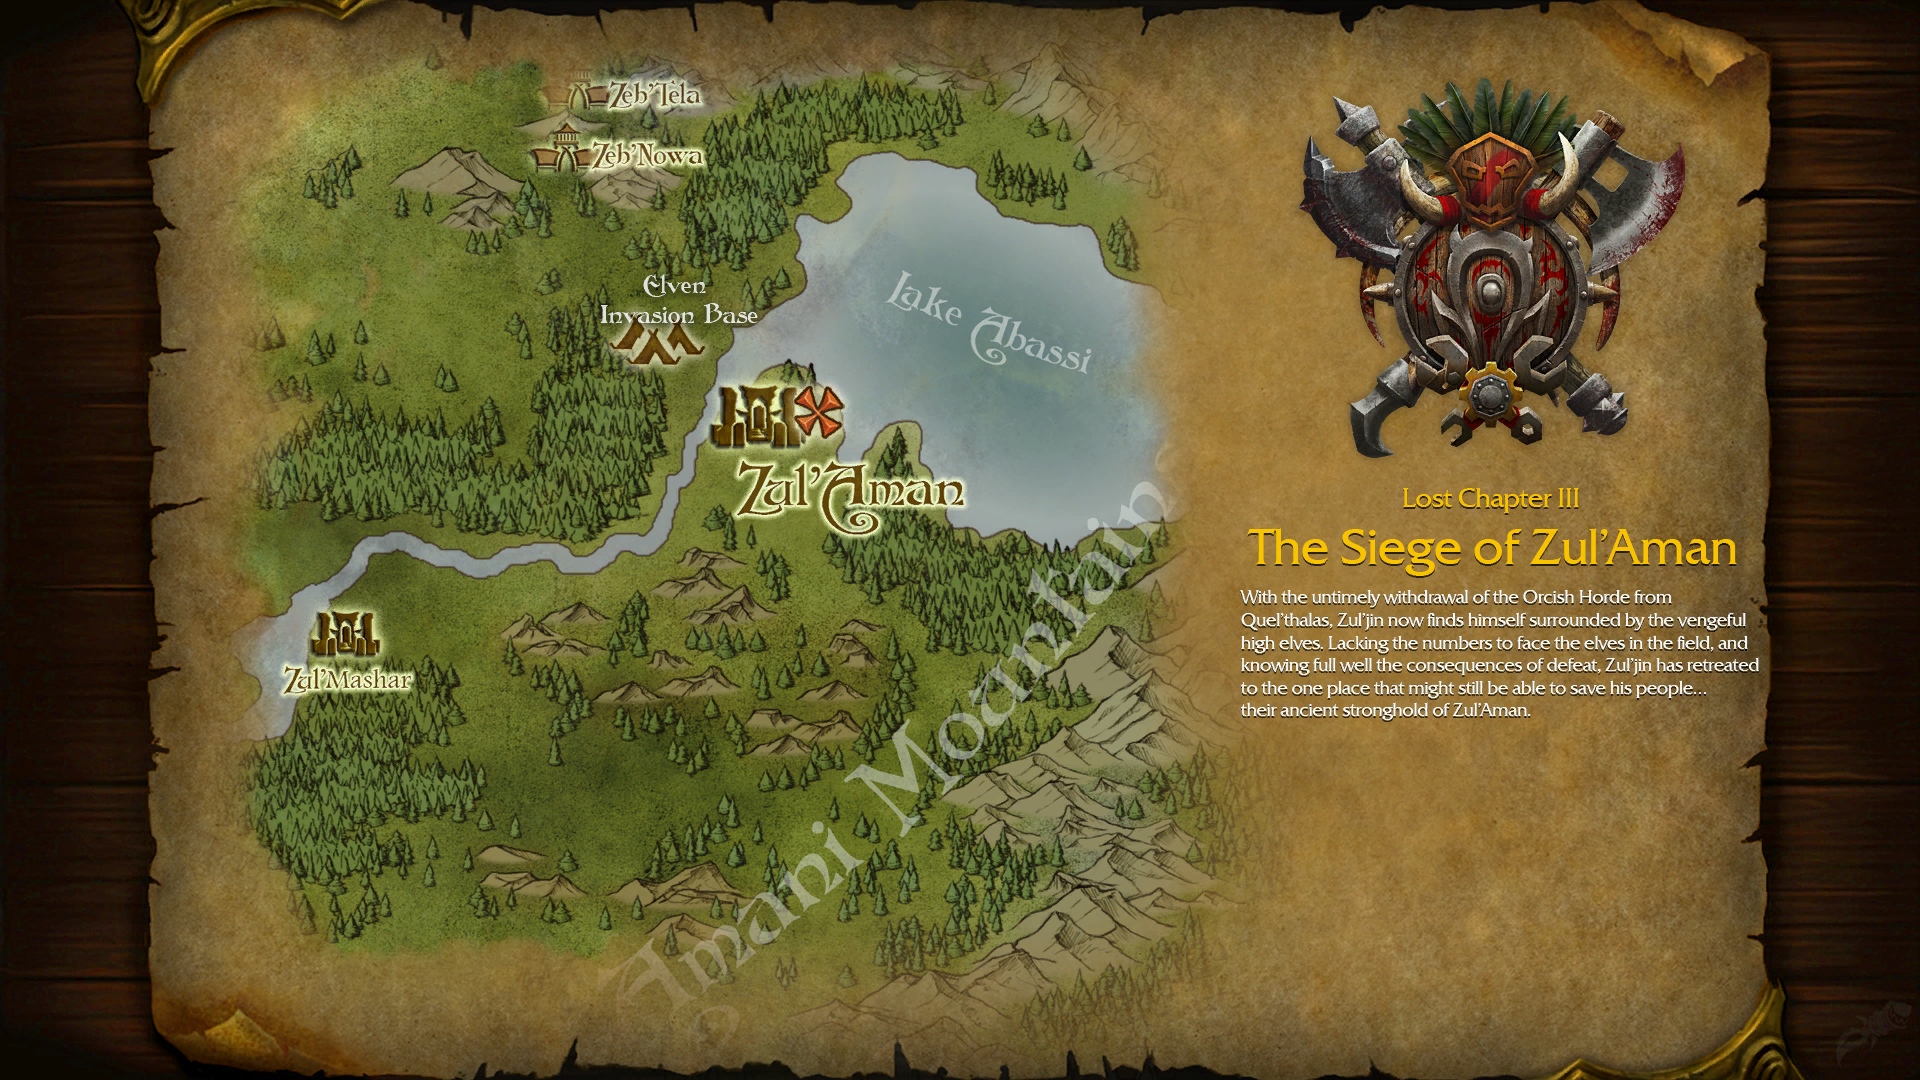 Zeb'Tela
Zeb'Nowa
Elven
Invasion Base
Lake Abassi
Zul'Aman
Zul'Mashar
Amani Mountain
Lost Chapter III
The Siege of Zul'Aman
With the untimely withdrawal of the Orcish Horde from
Quel'thalas, Zul'jin now finds himself surrounded by the vengeful
high elves. Lacking the numbers to face the elves in the field, and
knowing full well the consequences of defeat, Zul'jin has retreated
to the one place that might still be able to save his people...
their ancient stronghold of Zul'Aman.